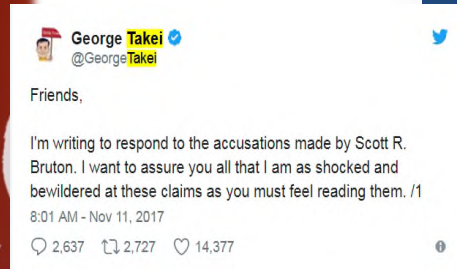 George Takei
@GeorgeTakei
Friends,
I'm writing to respond to the accusations made by Scott R.
Bruton. I want to assure you all that I am as shocked and
bewildered at these claims as you must feel reading them. /1
8:01 AM - Nov 11, 2017
2,637 2,727 14,377